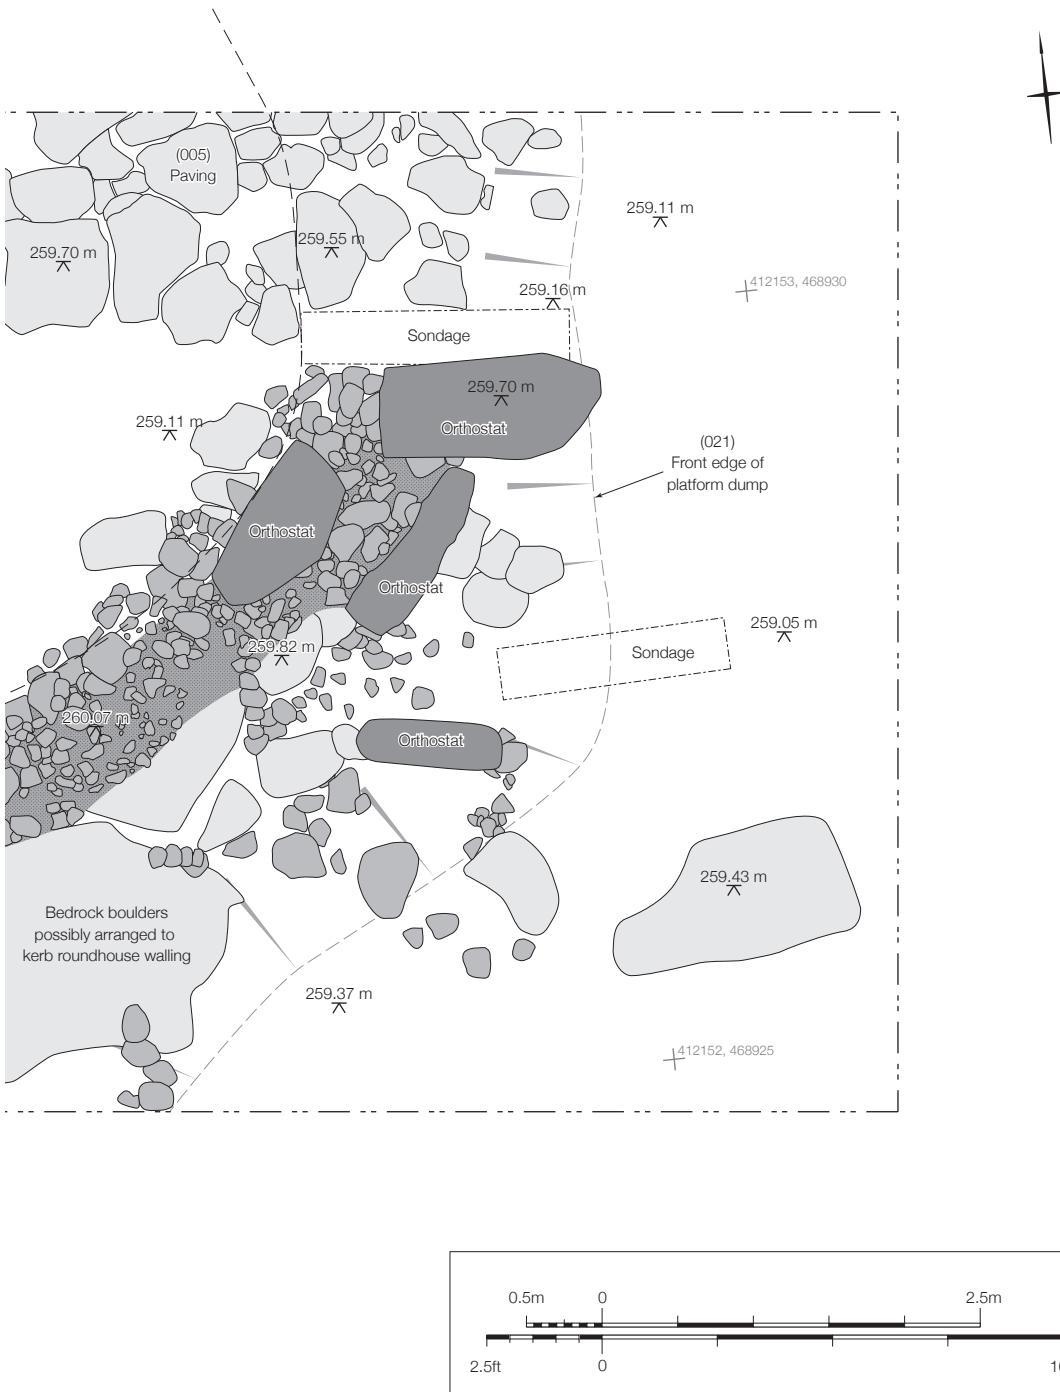 (005)
Paving
259.11 m
259.55 m
259.70 m
412153, 468930
259.16 m
Sondage
259.70 m
259.11 m
Orthostat
(021)
Front edge of
platform dump
Orthostat
Orthostat
259.05 m
259.82 m
Sondage
260.07 m
Orthostat
259.43 m
Bedrock boulders
possibly arranged to
kerb roundhouse walling
259.37 m
412152, 468925
0.5m 0 2.5m
2.5ft 0